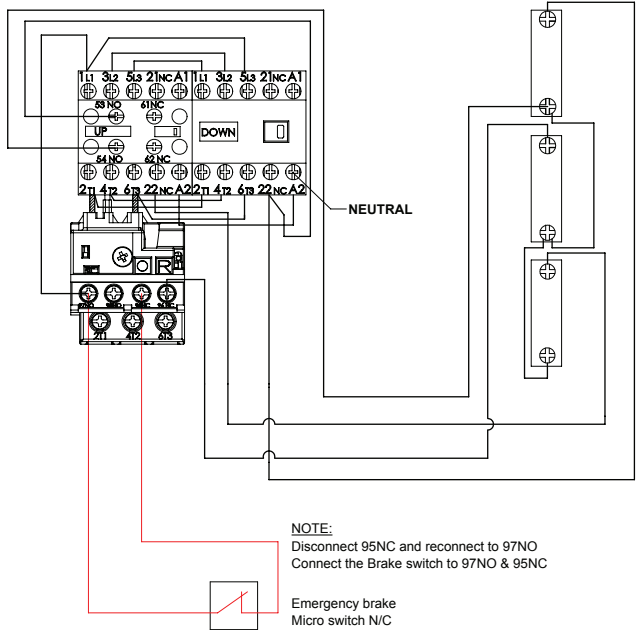 1L1 3L2 5L3 21NC A1 1L1 3L2 5L3 21NC A1
53 NO 61NC
UP DOWN
54 NO 62 NC
2T1 4T2 6T3 22NC A2 2T1 4T2 6T3 22NC A2
NEUTRAL
R
2T1 4T2 6T3
NOTE:
Disconnect 95NC and reconnect to 97NO
Connect the Brake switch to 97NO & 95NC
Emergency brake
Micro switch N/C